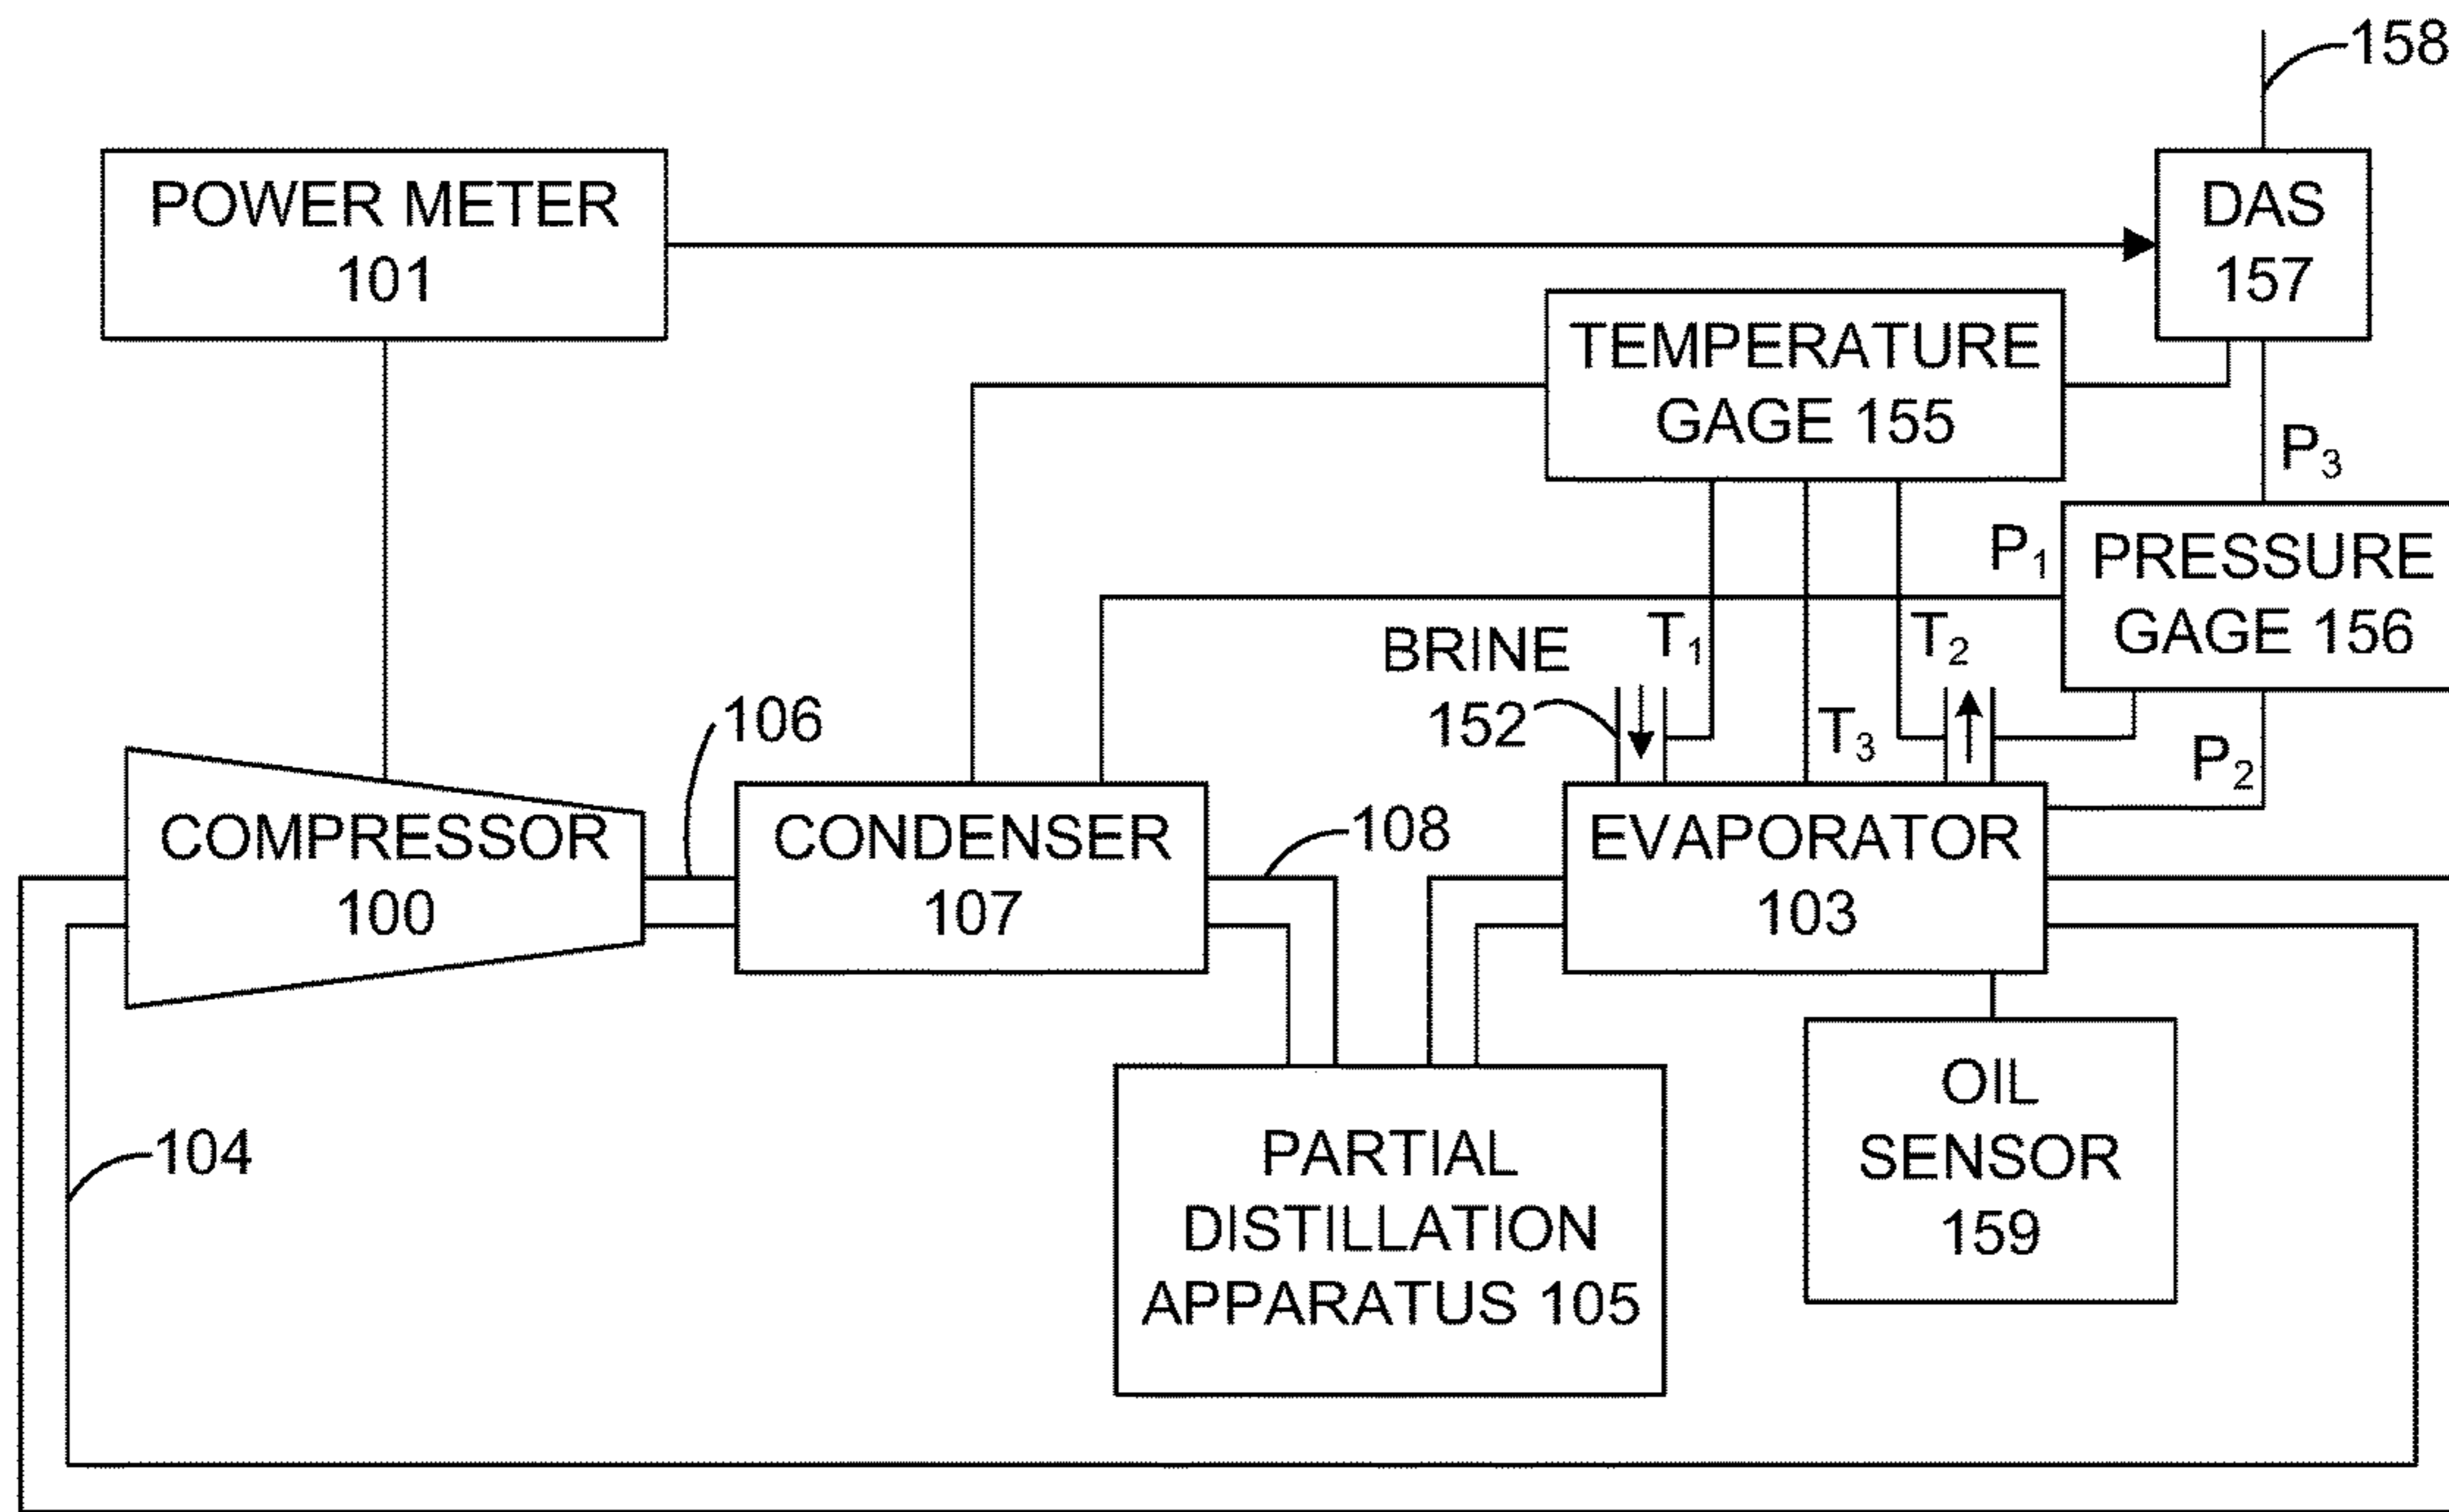 158
POWER METER
101
DAS
157
TEMPERATURE
GAGE 155
P₃
P₁
PRESSURE
GAGE 156
BRINE
152
T₁
T₂
T₃
P₂
106
COMPRESSOR
100
CONDENSER
107
108
EVAPORATOR
103
104
PARTIAL
DISTILLATION
APPARATUS 105
OIL
SENSOR
159